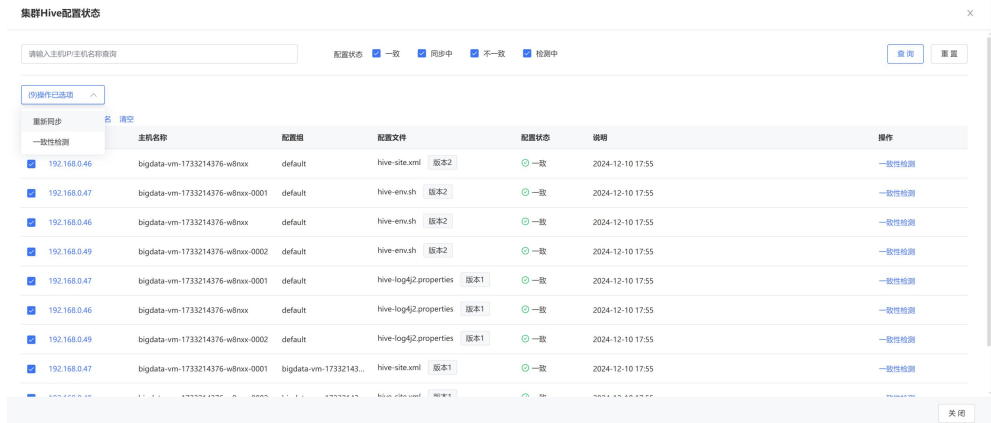 集群Hive配置状态
请输入主机IP/主机名称查询 配置状态 一致 同步中 不一致 检测中 查询 重置
(9)操作已选项
重新同步 名 清空
一致性检测
主机名称 配置组 配置文件 配置状态 说明 操作
192.168.0.46 bigdata-vm-1733214376-w8nxx default hive-site.xml 版本2 一致 2024-12-10 17:55 一致性检测
192.168.0.47 bigdata-vm-1733214376-w8nxx-0001 default hive-env.sh 版本2 一致 2024-12-10 17:55 一致性检测
192.168.0.46 bigdata-vm-1733214376-w8nxx default hive-env.sh 版本2 一致 2024-12-10 17:55 一致性检测
192.168.0.49 bigdata-vm-1733214376-w8nxx-0002 default hive-env.sh 版本2 一致 2024-12-10 17:55 一致性检测
192.168.0.47 bigdata-vm-1733214376-w8nxx-0001 default hive-log4j2.properties 版本1 一致 2024-12-10 17:55 一致性检测
192.168.0.46 bigdata-vm-1733214376-w8nxx default hive-log4j2.properties 版本1 一致 2024-12-10 17:55 一致性检测
192.168.0.49 bigdata-vm-1733214376-w8nxx-0002 default hive-log4j2.properties 版本1 一致 2024-12-10 17:55 一致性检测
192.168.0.47 bigdata-vm-1733214376-w8nxx-0001 bigdata-vm-17332143... hive-site.xml 版本1 一致 2024-12-10 17:55 一致性检测
关闭